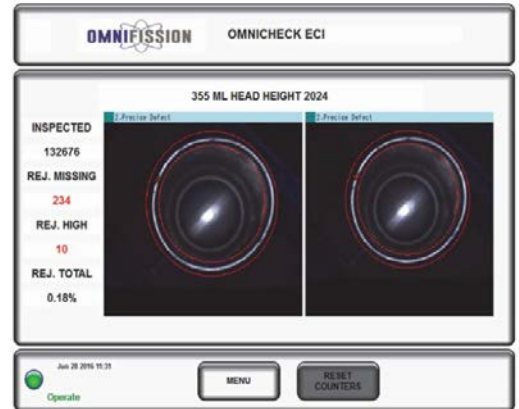 OMNIFISSION
OMNICHECK ECI
355 ML HEAD HEIGHT 2024
2.Precise Defect
2.Precise Defect
INSPECTED
132676
REJ. MISSING
234
REJ. HIGH
10
REJ. TOTAL
0.18%
Jun 28 2016 11:31
Operate
MENU
RESET
COUNTERS